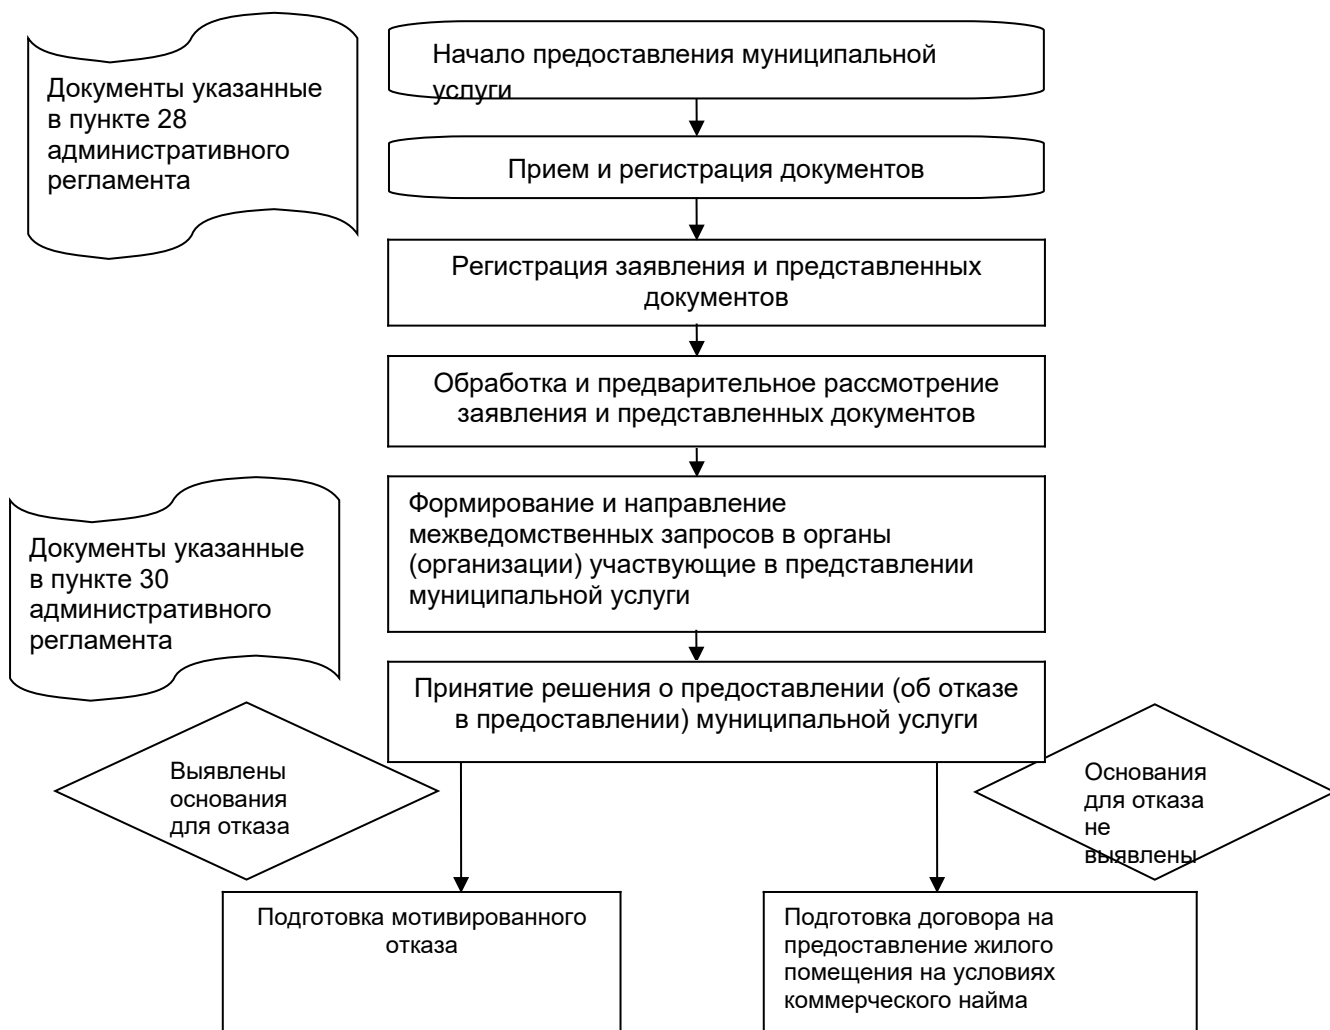 Начало предоставления муниципальной
услуги
Документы указанные
в пункте 28
административного
регламента
Прием и регистрация документов
Регистрация заявления и представленных
документов
Обработка и предварительное рассмотрение
заявления и представленных документов
Формирование и направление
межведомственных запросов в органы
(организации) участвующие в представлении
муниципальной услуги
Документы указанные
в пункте 30
административного
регламента
Принятие решения о предоставлении (об отказе
в предоставлении) муниципальной услуги
Выявлены
основания
для отказа
Основания
для отказа
не
выявлены
Подготовка мотивированного
отказа
Подготовка договора на
предоставление жилого
помещения на условиях
коммерческого найма